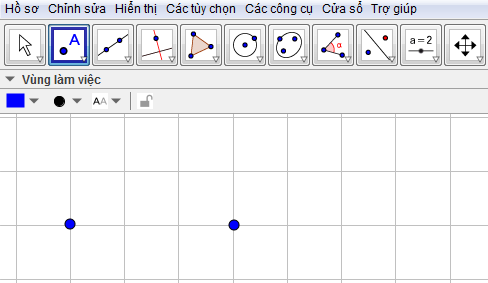 Hồ sơ Chỉnh sửa Hiển thị Các tùy chọn Các công cụ Cửa sổ Trợ giúp
A α a = 2
Vùng làm việc
AA